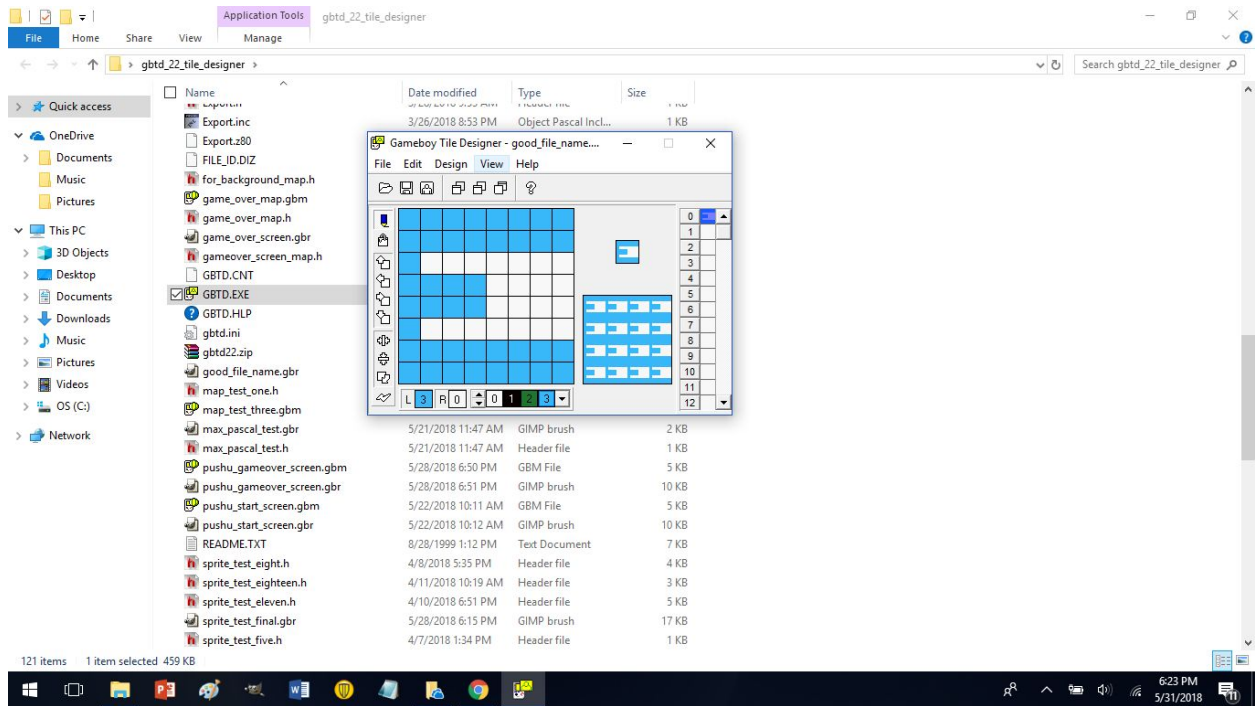 Application Tools gbtd_22_tile_designer
File Home Share View Manage
gbtd_22_tile_designer
Search gbtd_22_tile_designer
Name Date modified Type Size
Quick access
OneDrive
Documents
Music
Pictures
This PC
3D Objects
Desktop
Documents
Downloads
Music
Pictures
Videos
OS (C:)
Network
Export.h
Export.inc 3/26/2018 8:53 PM Object Pascal Incl... 1 KB
Export.z80
FILE_ID.DIZ
for_background_map.h
game_over_map.gbm
game_over_map.h
game_over_screen.gbr
gameover_screen_map.h
GBTD.CNT
GBTD.EXE
GBTD.HLP
gbtd.ini
gbtd22.zip
good_file_name.gbr
map_test_one.h
map_test_three.gbm
max_pascal_test.gbr 5/21/2018 11:47 AM GIMP brush 2 KB
max_pascal_test.h 5/21/2018 11:47 AM Header file 1 KB
pushu_gameover_screen.gbm 5/28/2018 6:50 PM GBM File 5 KB
pushu_gameover_screen.gbr 5/28/2018 6:51 PM GIMP brush 10 KB
pushu_start_screen.gbm 5/22/2018 10:11 AM GBM File 5 KB
pushu_start_screen.gbr 5/22/2018 10:12 AM GIMP brush 10 KB
README.TXT 8/28/1999 1:12 PM Text Document 7 KB
sprite_test_eight.h 4/8/2018 5:35 PM Header file 4 KB
sprite_test_eighteen.h 4/11/2018 10:19 AM Header file 3 KB
sprite_test_eleven.h 4/10/2018 6:51 PM Header file 5 KB
sprite_test_final.gbr 5/28/2018 6:15 PM GIMP brush 17 KB
sprite_test_five.h 4/7/2018 1:34 PM Header file 1 KB
Gameboy Tile Designer - good_file_name....
File Edit Design View Help
0
1
2
3
4
5
6
7
8
9
10
11
12
L 3 R 0 0 1 2 3
121 items 1 item selected 459 KB
6:23 PM
5/31/2018
11